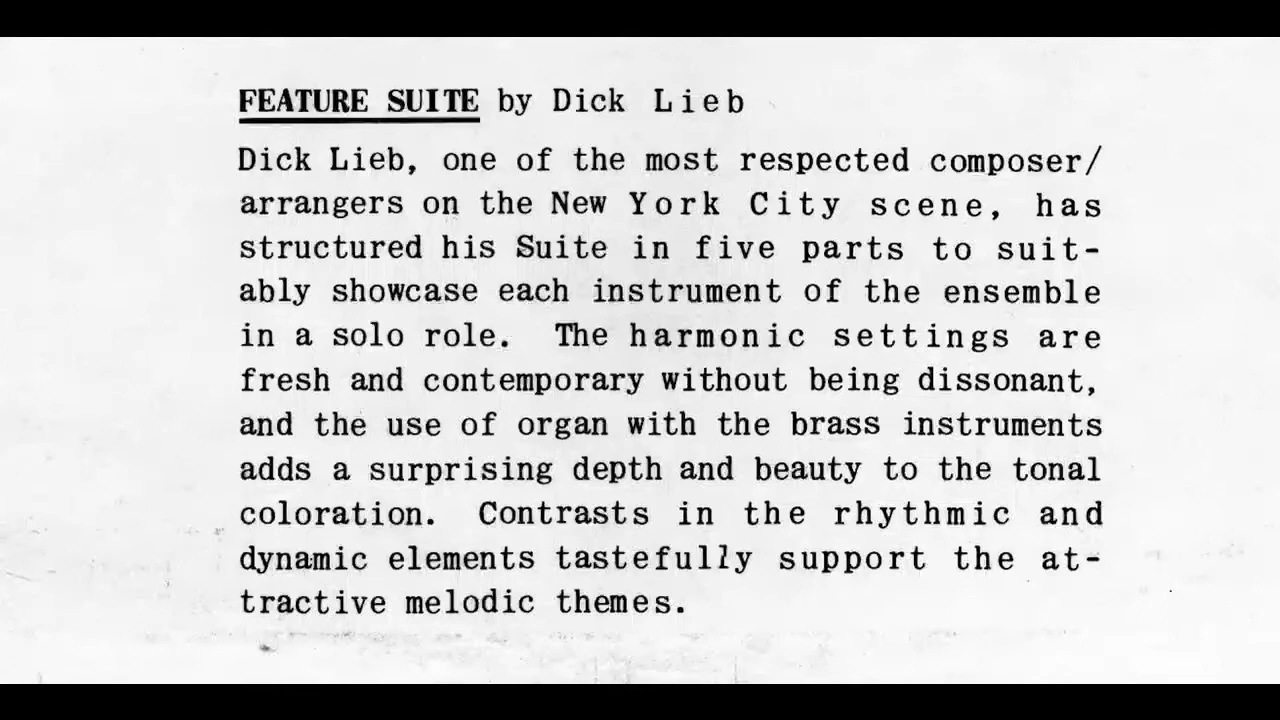 FEATURE SUITE by Dick Lieb
Dick Lieb, one of the most respected composer/
arrangers on the New York City scene, has
structured his Suite in five parts to suit-
ably showcase each instrument of the ensemble
in a solo role. The harmonic settings are
fresh and contemporary without being dissonant,
and the use of organ with the brass instruments
adds a surprising depth and beauty to the tonal
coloration. Contrasts in the rhythmic and
dynamic elements tastefully support the at-
tractive melodic themes.